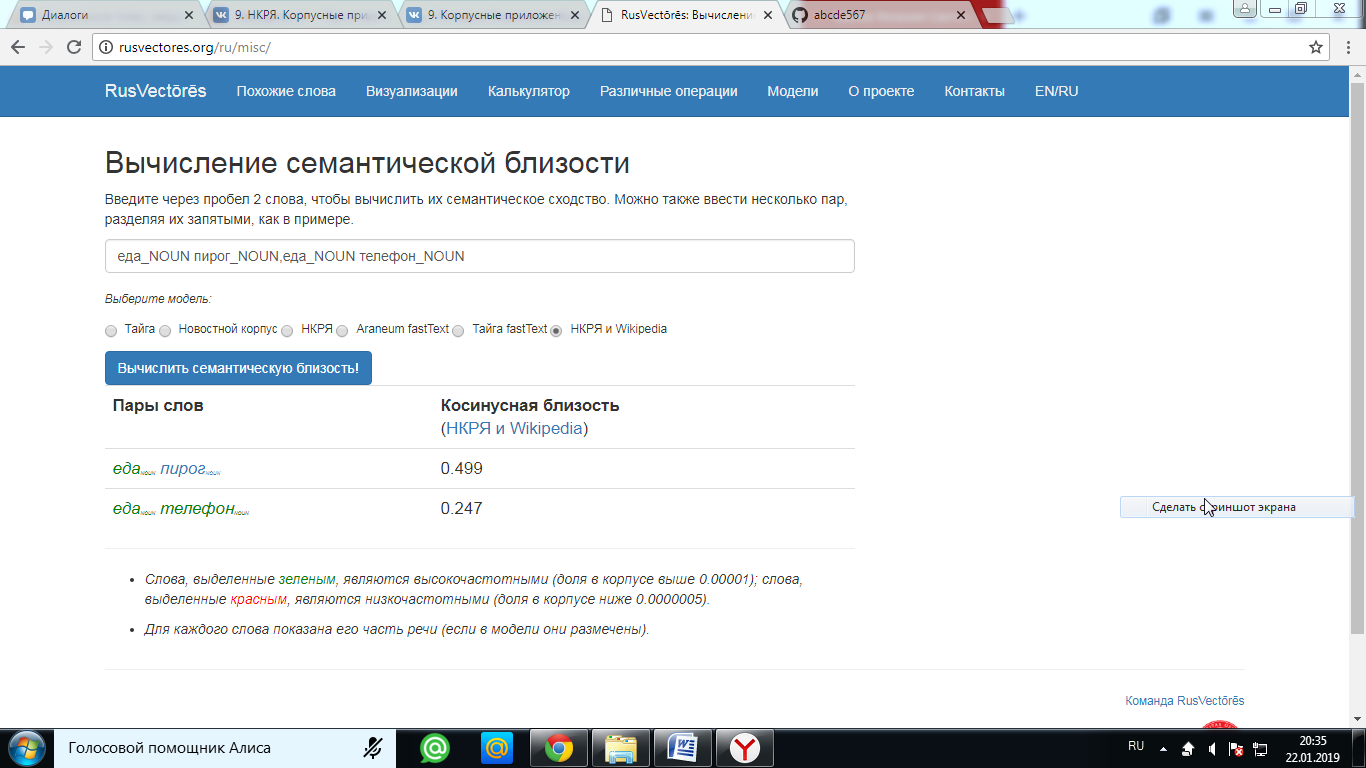 Диалоги
9. НКРЯ. Корпусные при
9. Корпусные приложен
RusVectōrēs: Вычислени
abcde567
rusvectores.org/ru/misc/
RusVectōrēs Похожие слова Визуализации Калькулятор Различные операции Модели О проекте Контакты EN/RU
Вычисление семантической близости
Введите через пробел 2 слова, чтобы вычислить их семантическое сходство. Можно также ввести несколько пар,
разделяя их запятыми, как в примере.
еда_NOUN пирог_NOUN,еда_NOUN телефон_NOUN
Выберите модель:
Тайга Новостной корпус НКРЯ Araneum fastText Тайга fastText НКРЯ и Wikipedia
Вычислить семантическую близость!
Пары слов Косинусная близость
(НКРЯ и Wikipedia)
едаNOUN пирогNOUN 0.499
едаNOUN телефонNOUN 0.247
Сделать скриншот экрана
Слова, выделенные зеленым, являются высокочастотными (доля в корпусе выше 0.00001); слова,
выделенные красным, являются низкочастотными (доля в корпусе ниже 0.0000005).
Для каждого слова показана его часть речи (если в модели они размечены).
Команда RusVectōrēs
Голосовой помощник Алиса
RU
20:35
22.01.2019